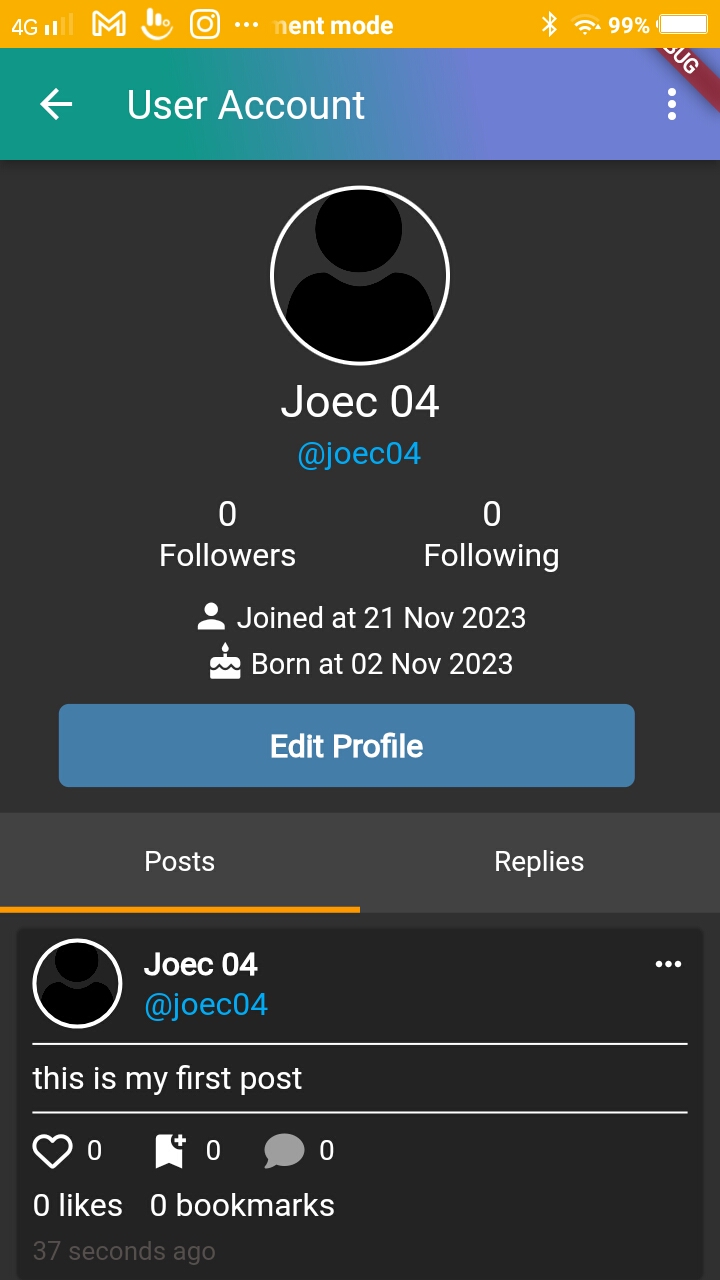 4G ment mode 99%
User Account
Joec 04
@joec04
0 0
Followers Following
Joined at 21 Nov 2023
Born at 02 Nov 2023
Edit Profile
Posts Replies
Joec 04
@joec04
this is my first post
0 0 0
0 likes 0 bookmarks
37 seconds ago